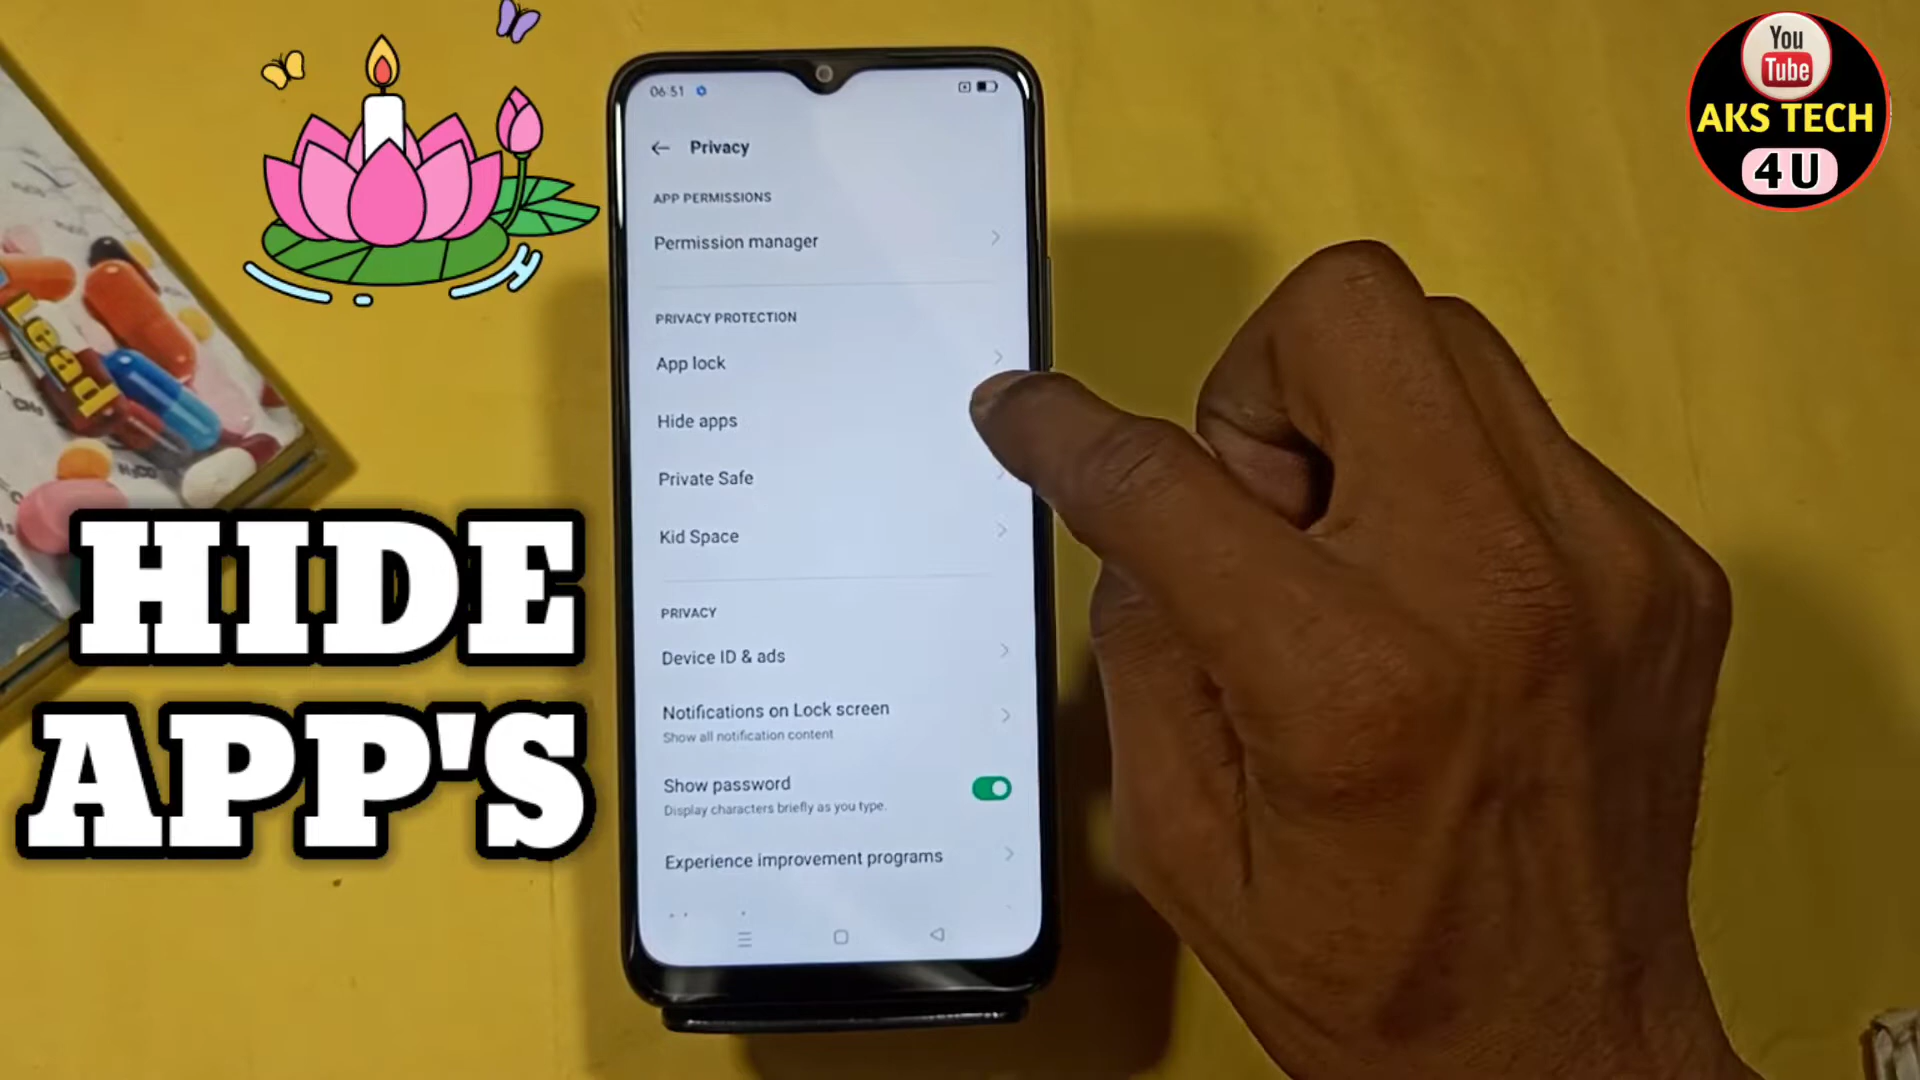 You
Tube
AKS TECH
4U
06:51
Privacy
APP PERMISSIONS
Permission manager
PRIVACY PROTECTION
App lock
Hide apps
Private Safe
Kid Space
PRIVACY
Device ID & ads
Notifications on Lock screen
Show all notification content
Show password
Display characters briefly as you type.
Experience improvement programs
HIDE
APP'S
Lead